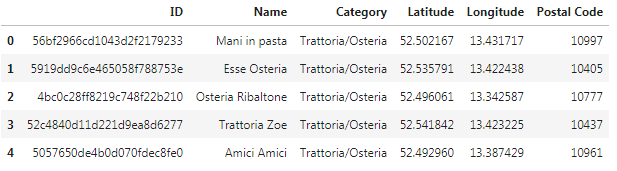 ID Name Category Latitude Longitude Postal Code
0 56bf2966cd1043d2f2179233 Mani in pasta Trattoria/Osteria 52.502167 13.431717 10997
1 5919dd9c6e465058f788753e Esse Osteria Trattoria/Osteria 52.535791 13.422438 10405
2 4bc0c28ff8219c748f22b210 Osteria Ribaltone Trattoria/Osteria 52.496061 13.342587 10777
3 52c4840d11d221d9ea8d6277 Trattoria Zoe Trattoria/Osteria 52.541842 13.423225 10437
4 5057650de4b0d070fdec8fe0 Amici Amici Trattoria/Osteria 52.492960 13.387429 10961